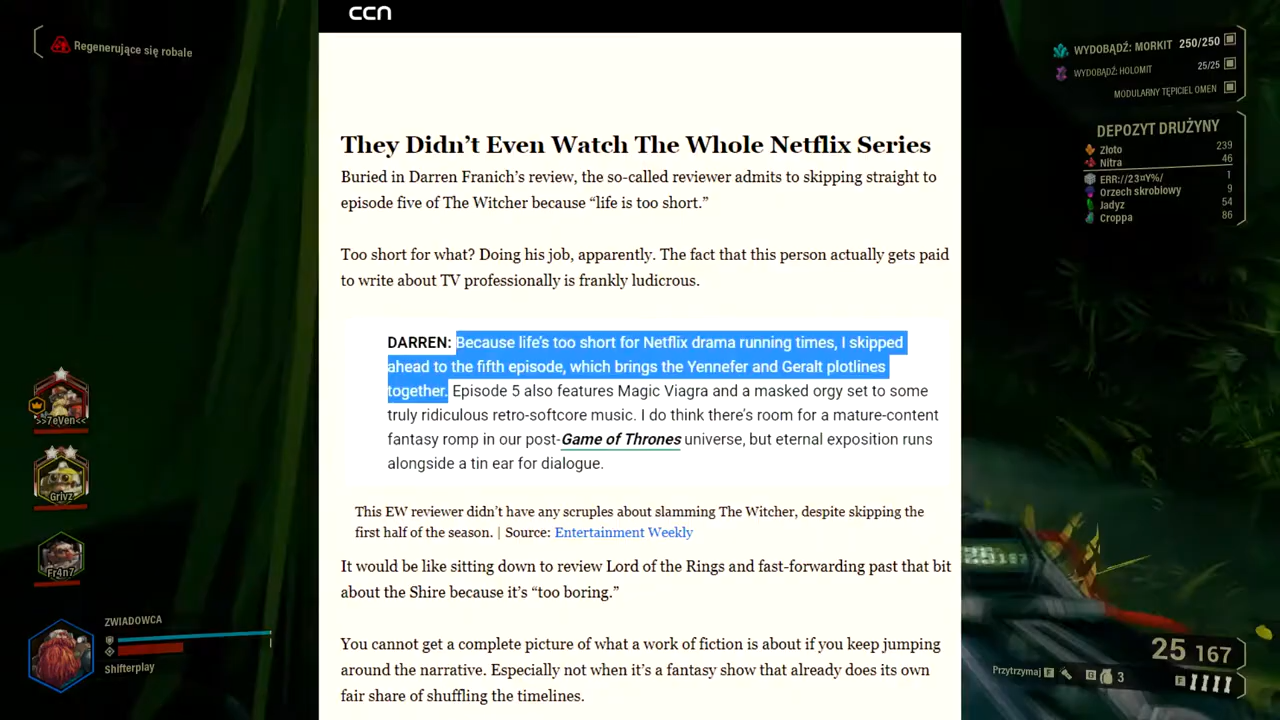 CCN
Regenerujące się robale
WYDOBĄDŹ: MORKIT 250/250
WYDOBĄDŹ: HOLOMIT 25/25
MODULARNY TĘPICIEL OMEN
DEPOZYT DRUŻYNY
Złoto 239
Nitra 46
ERR://23¤Y%/ 1
Orzech skrobiowy 9
Jadyz 54
Croppa 86
They Didn’t Even Watch The Whole Netflix Series
Buried in Darren Franich’s review, the so-called reviewer admits to skipping straight to
episode five of The Witcher because “life is too short.”
Too short for what? Doing his job, apparently. The fact that this person actually gets paid
to write about TV professionally is frankly ludicrous.
DARREN: Because life’s too short for Netflix drama running times, I skipped
ahead to the fifth episode, which brings the Yennefer and Geralt plotlines
together. Episode 5 also features Magic Viagra and a masked orgy set to some
truly ridiculous retro-softcore music. I do think there’s room for a mature-content
fantasy romp in our post-Game of Thrones universe, but eternal exposition runs
alongside a tin ear for dialogue.
This EW reviewer didn’t have any scruples about slamming The Witcher, despite skipping the
first half of the season. | Source: Entertainment Weekly
It would be like sitting down to review Lord of the Rings and fast-forwarding past that bit
about the Shire because it’s “too boring.”
You cannot get a complete picture of what a work of fiction is about if you keep jumping
around the narrative. Especially not when it’s a fantasy show that already does its own
fair share of shuffling the timelines.
>>7eVen<<
Grivz
Fr4n7
ZWIADOWCA
Shifterplay
25 167
25 167
Przytrzymaj F
3
F